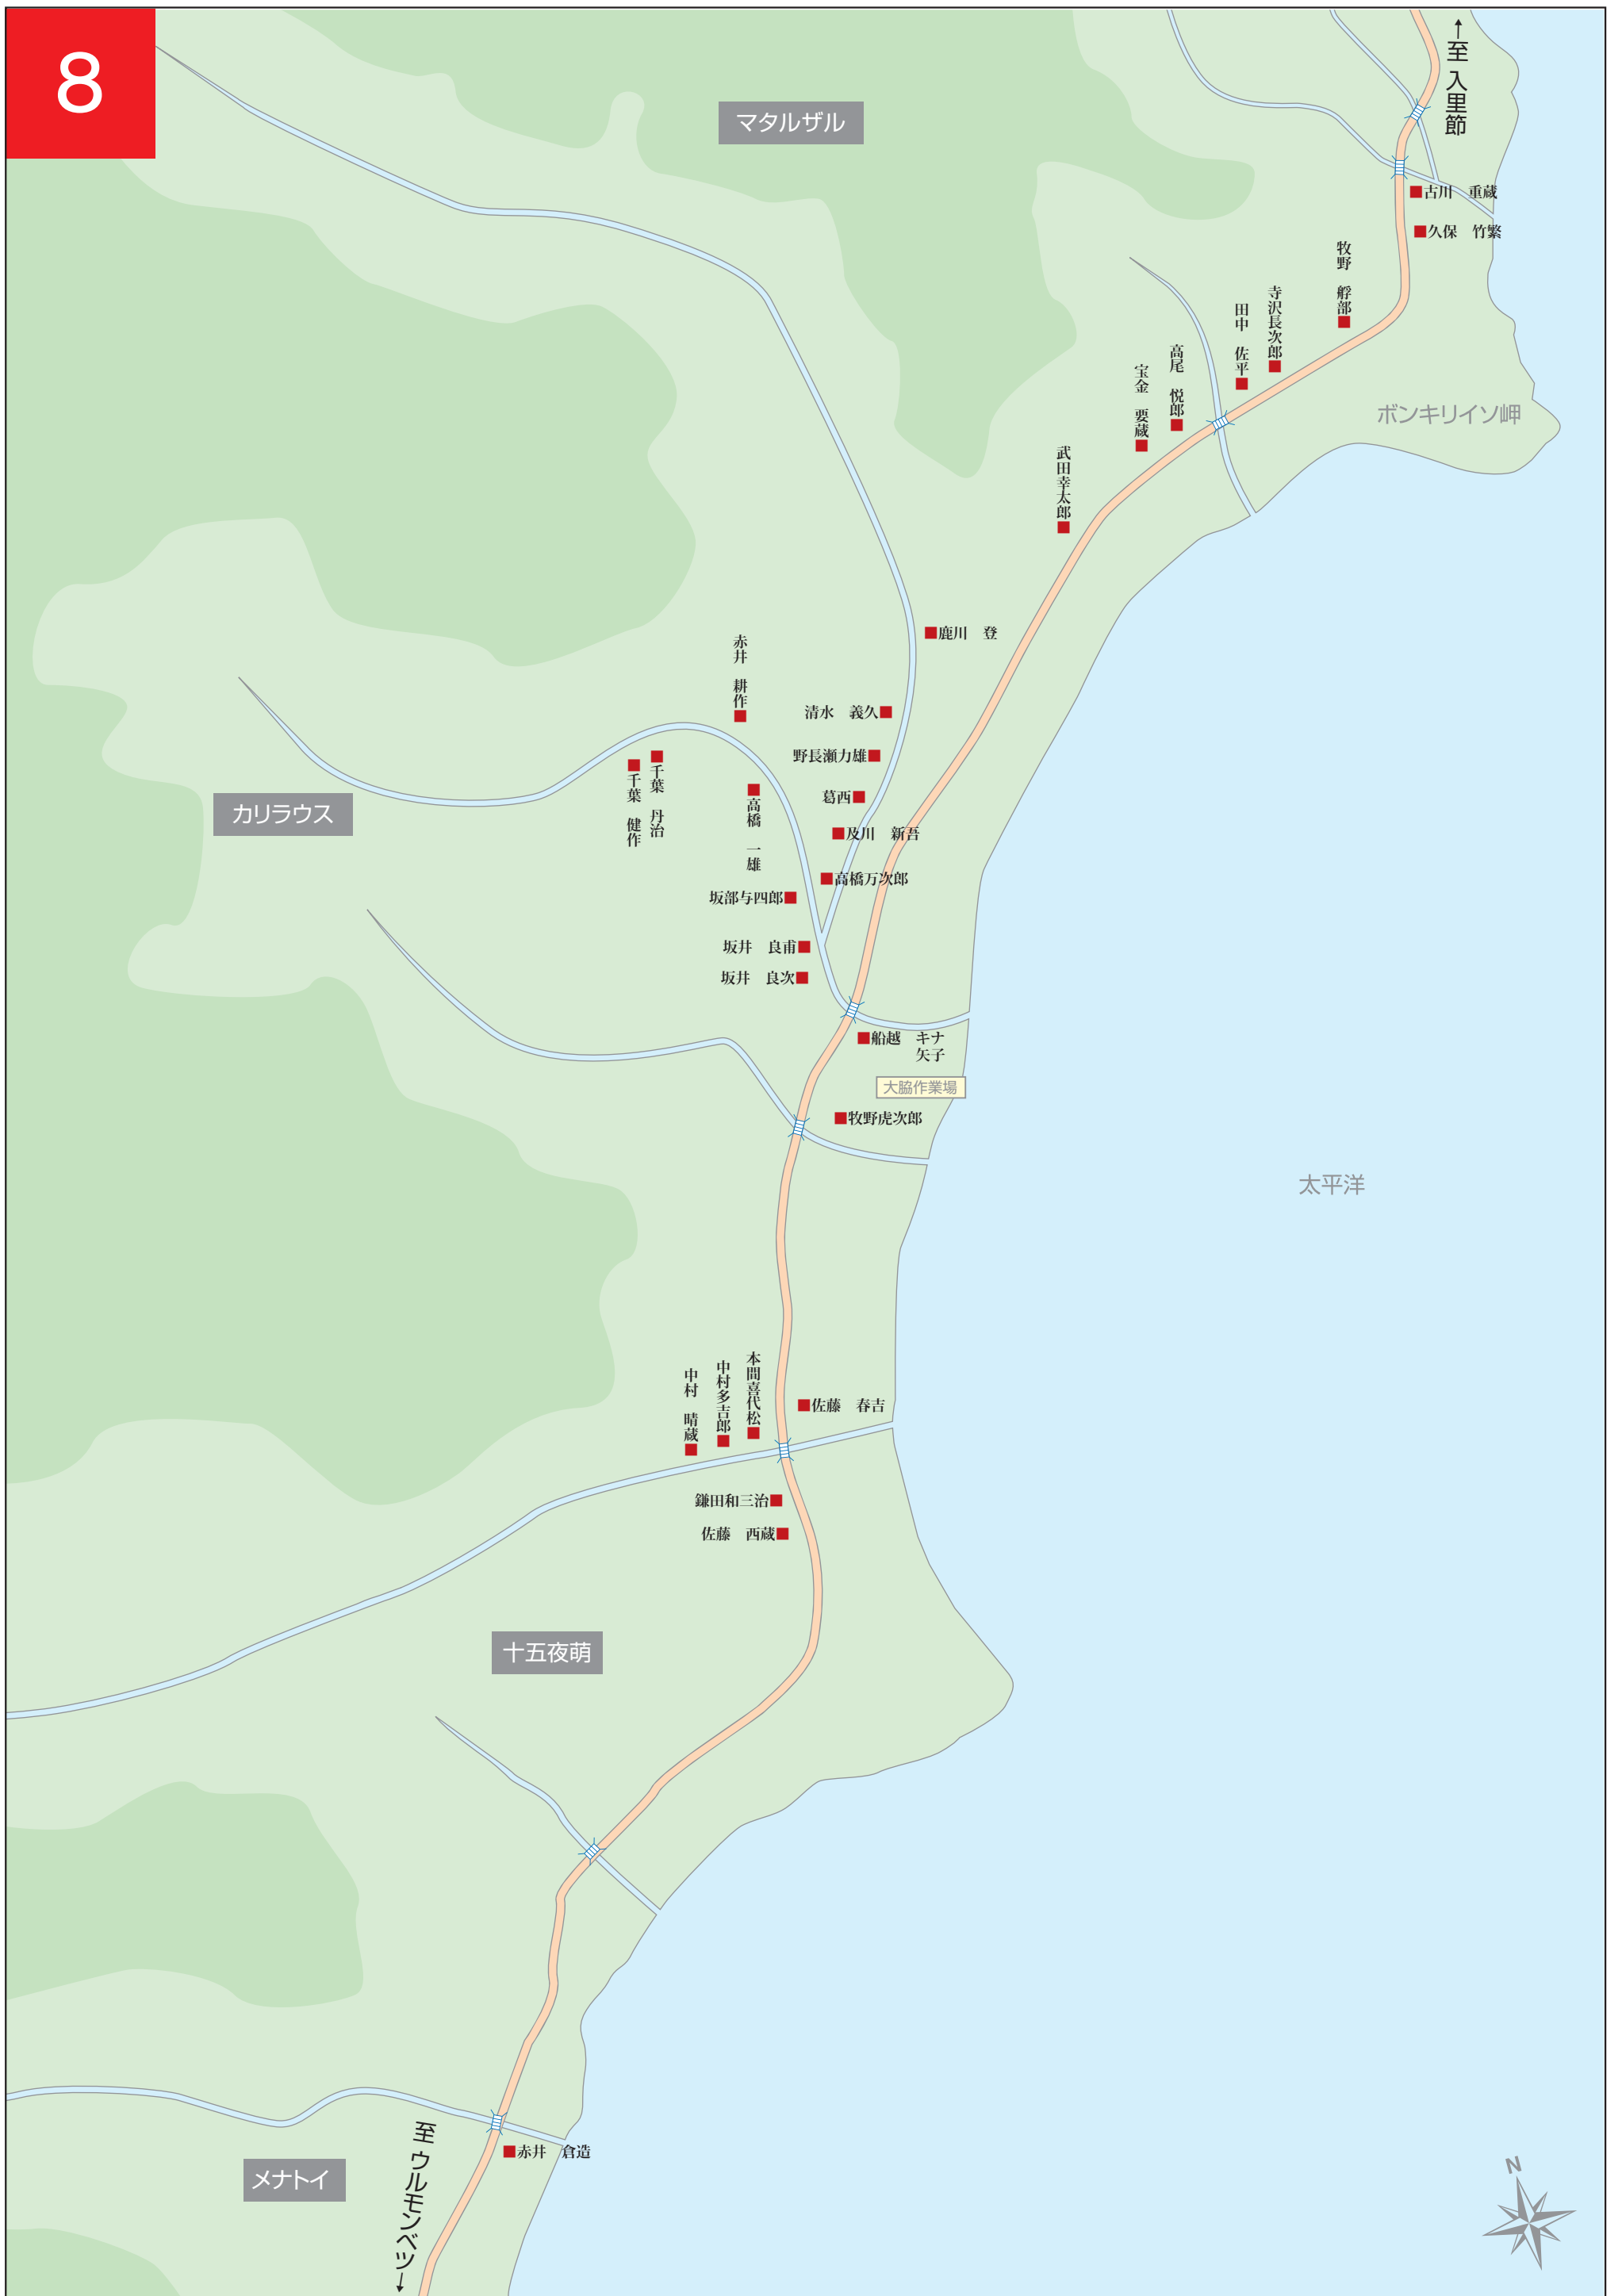 8
↑至 入里節
マタルザル
古川　重蔵
久保　竹繁
牧野　艀部
寺沢長次郎
田中　佐平
高尾　悦郎
宝金　要蔵
武田幸太郎
ボンキリイソ岬
鹿川　登
赤井　耕作
清水　義久
野長瀬力雄
葛西
及川　新吾
高橋万次郎
千葉　丹治
千葉　健作
高橋　一雄
カリラウス
坂部与四郎
坂井　良甫
坂井　良次
船越　キナ
矢子
大脇作業場
牧野虎次郎
太平洋
本間喜代松
中村多吉郎
中村　晴蔵
佐藤　春吉
鎌田和三治
佐藤　酉蔵
十五夜萌
赤井　倉造
メナトイ
至 ウルモンベツ↓
N